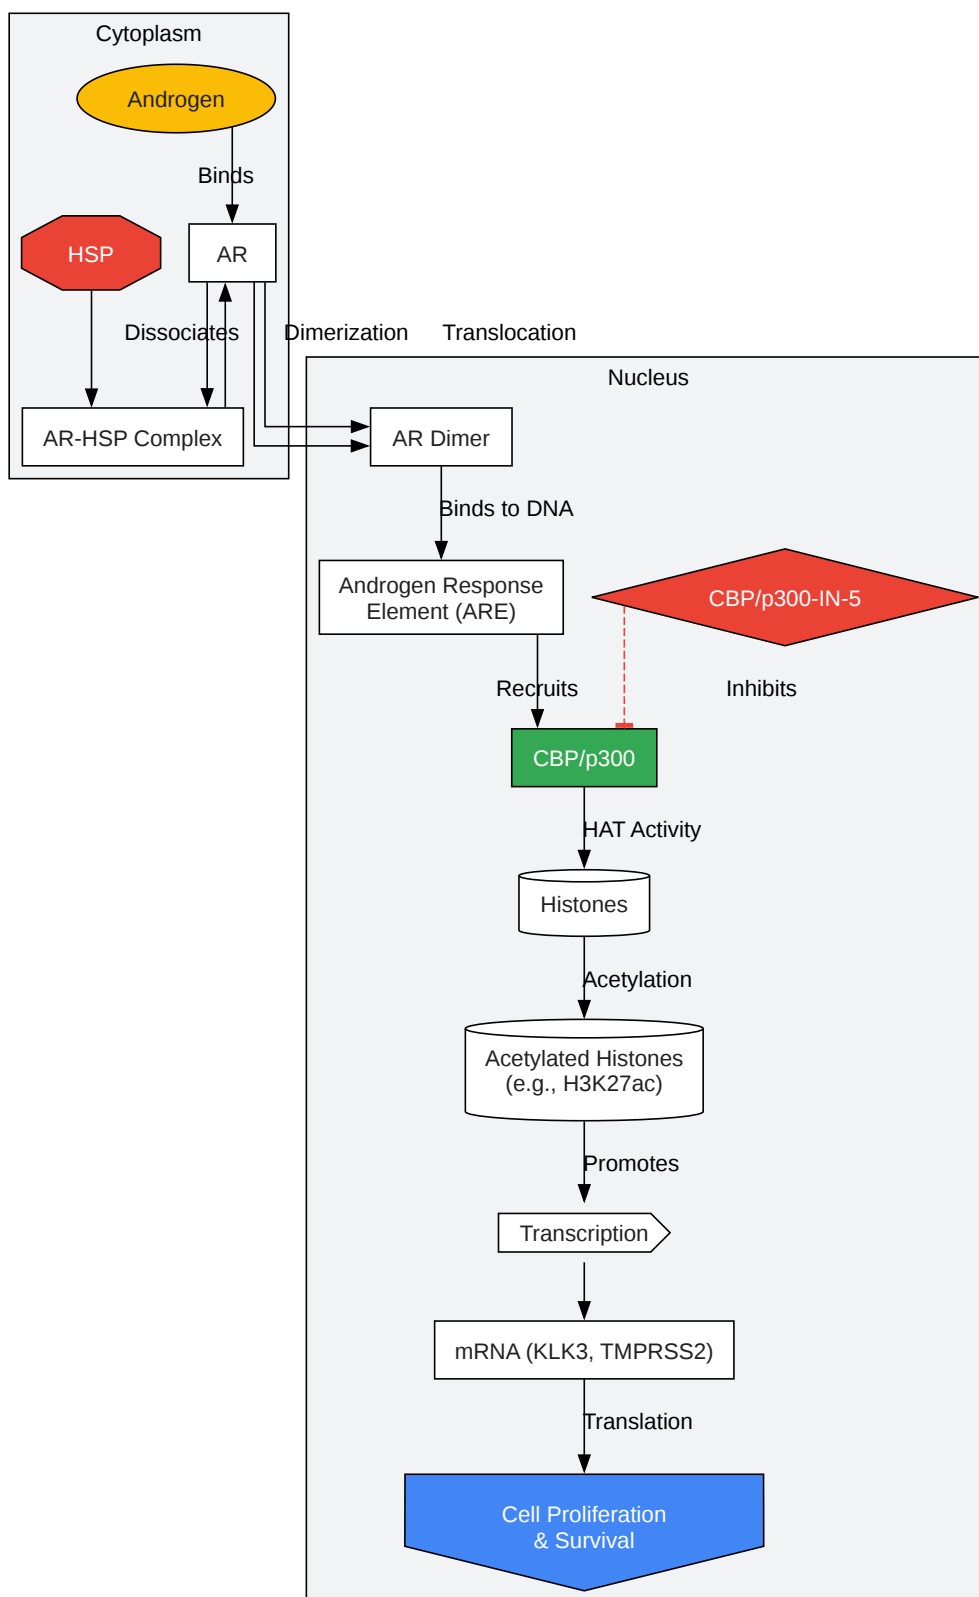 Cytoplasm
Androgen
Binds
HSP
AR
Dissociates
Dimerization
Translocation
Nucleus
AR-HSP Complex
AR Dimer
Binds to DNA
Androgen Response
Element (ARE)
CBP/p300-IN-5
Recruits
Inhibits
CBP/p300
HAT Activity
Histones
Acetylation
Acetylated Histones
(e.g., H3K27ac)
Promotes
Transcription
mRNA (KLK3, TMPRSS2)
Translation
Cell Proliferation
& Survival